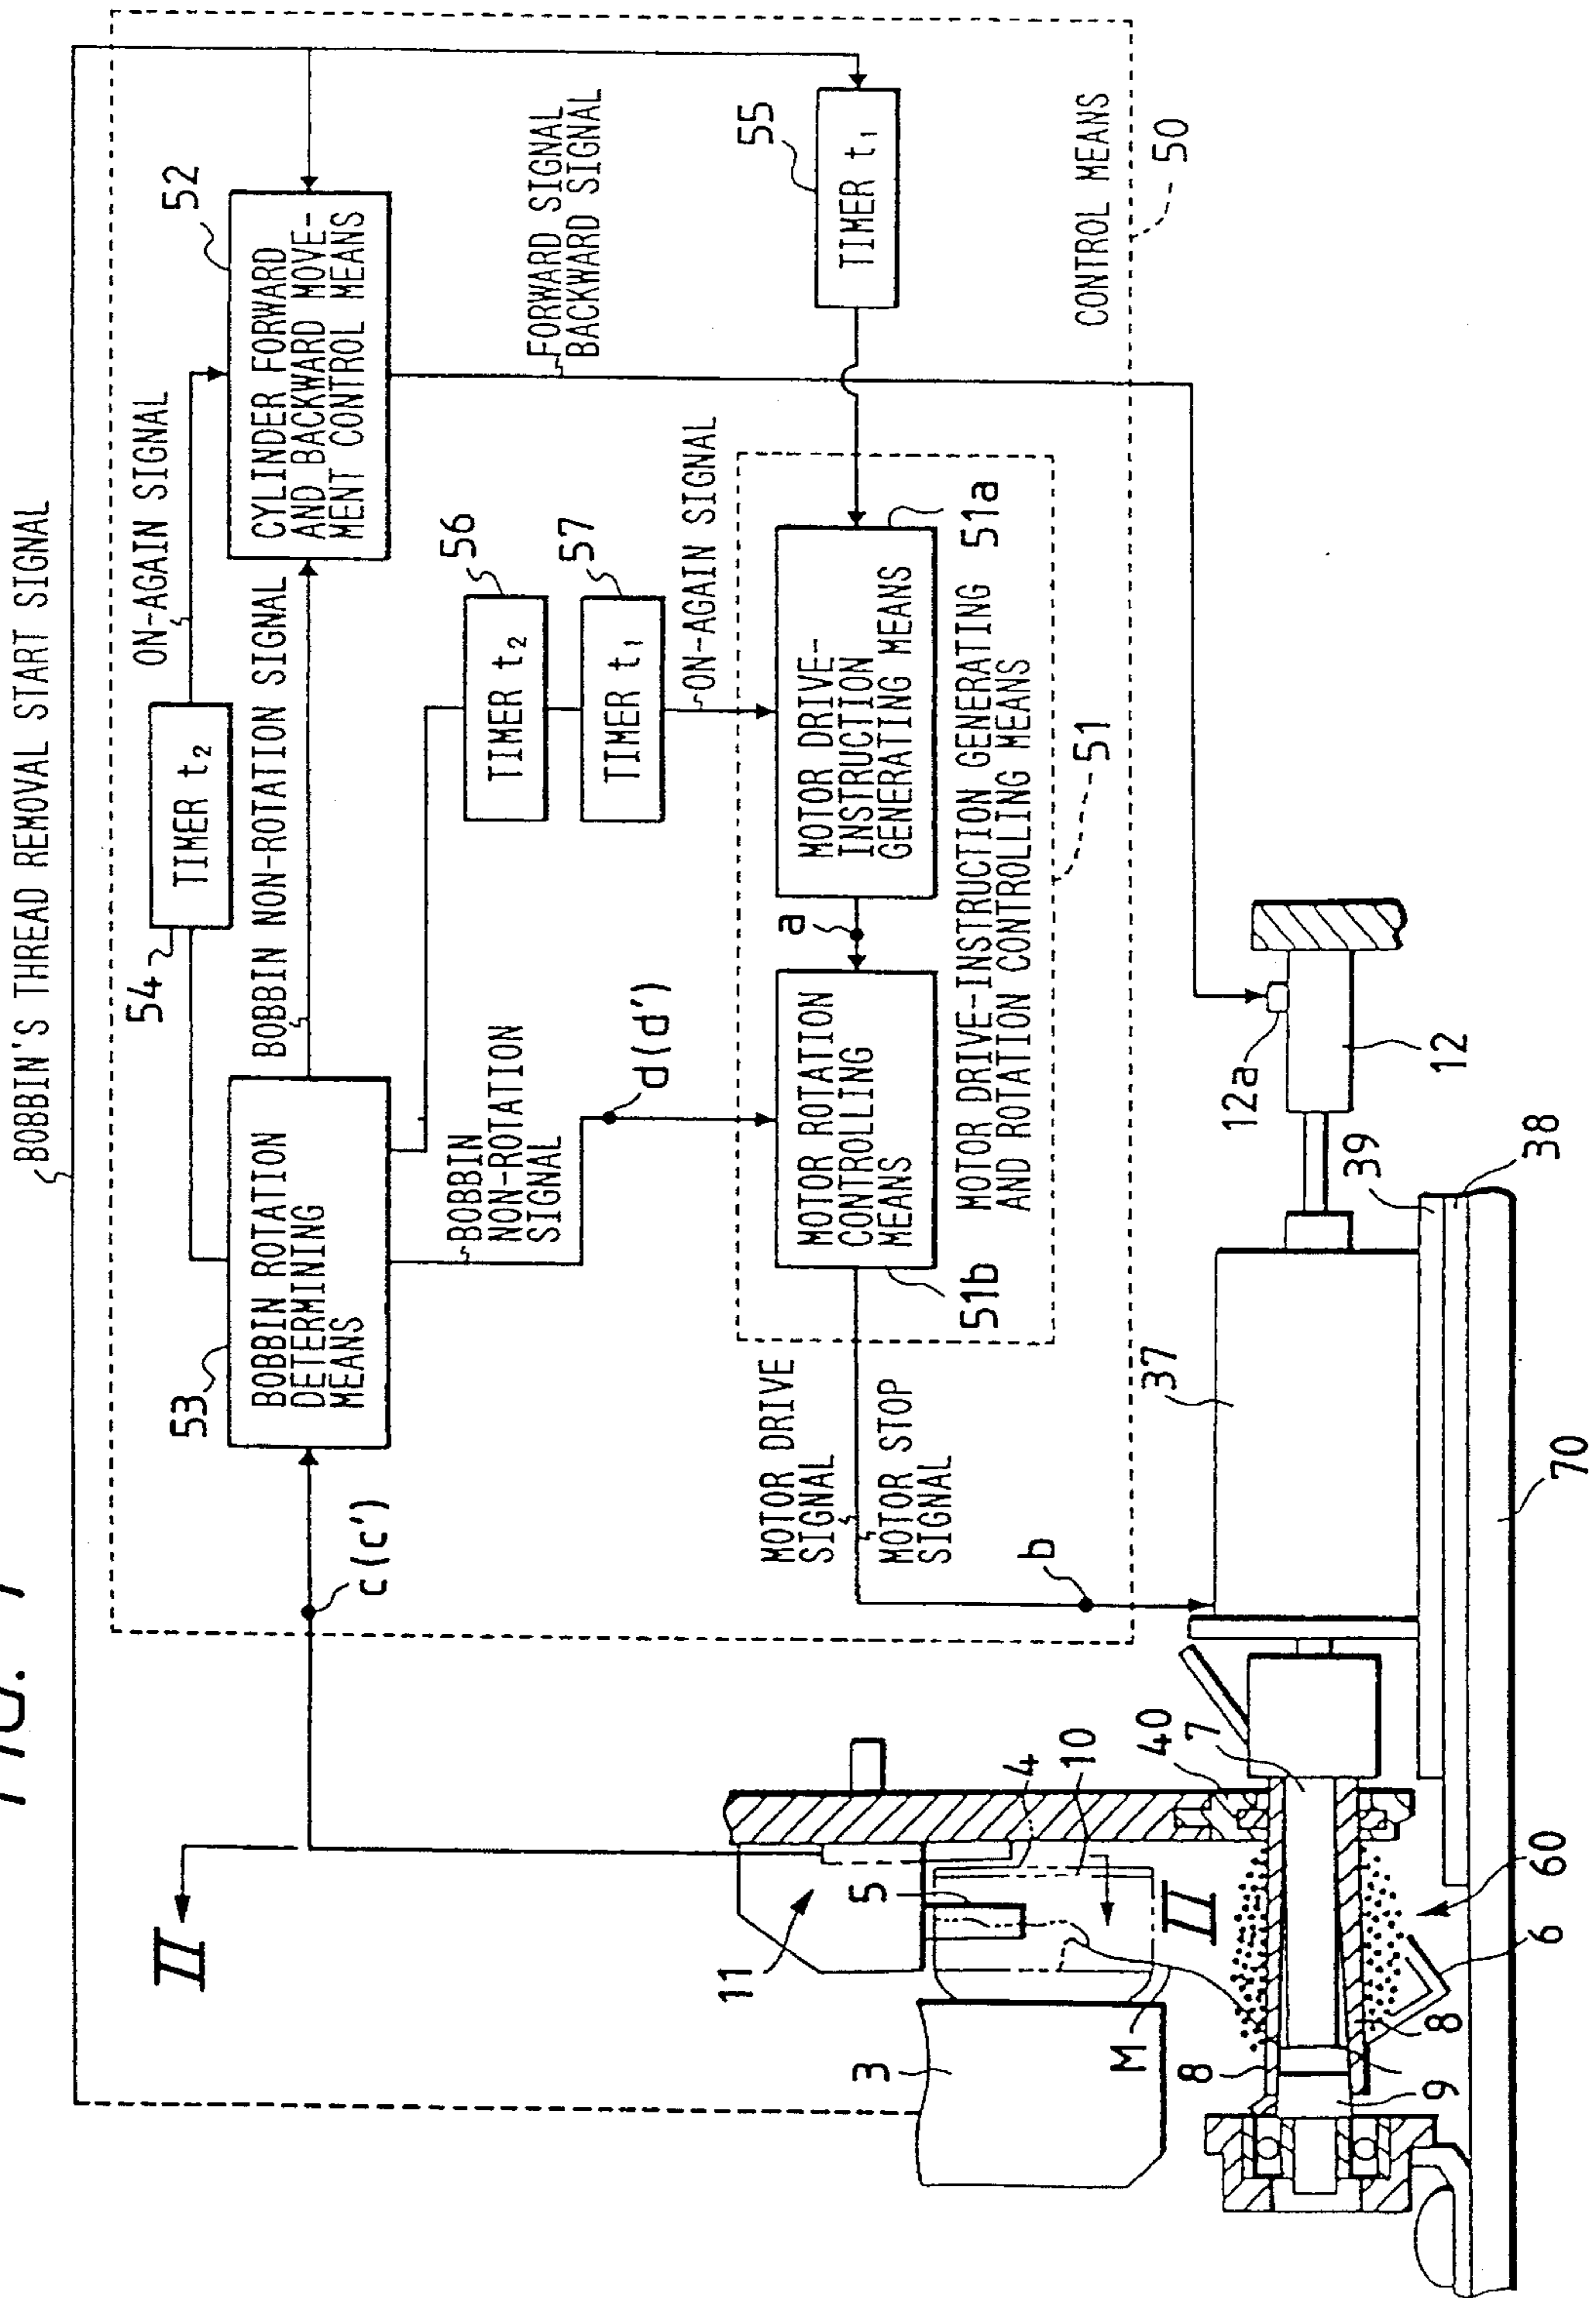 FIG. 1
BOBBIN'S THREAD REMOVAL START SIGNAL
54
TIMER t2
ON-AGAIN SIGNAL
52
CYLINDER FORWARD
AND BACKWARD MOVE-
MENT CONTROL MEANS
53
BOBBIN ROTATION
DETERMINING
MEANS
BOBBIN NON-ROTATION SIGNAL
c(c')
BOBBIN
NON-ROTATION
SIGNAL
d(d')
56
TIMER t2
57
TIMER t1
ON-AGAIN SIGNAL
FORWARD SIGNAL
BACKWARD SIGNAL
55
TIMER t1
MOTOR DRIVE
SIGNAL
MOTOR STOP
SIGNAL
b
51b
MOTOR ROTATION
CONTROLLING
MEANS
a
MOTOR DRIVE-
INSTRUCTION
GENERATING MEANS
51a
MOTOR DRIVE-INSTRUCTION GENERATING
AND ROTATION CONTROLLING MEANS
51
CONTROL MEANS
50
II
11
5
4
10
II
3
M
40
7
37
12a
12
39
38
8
8
9
6
60
70